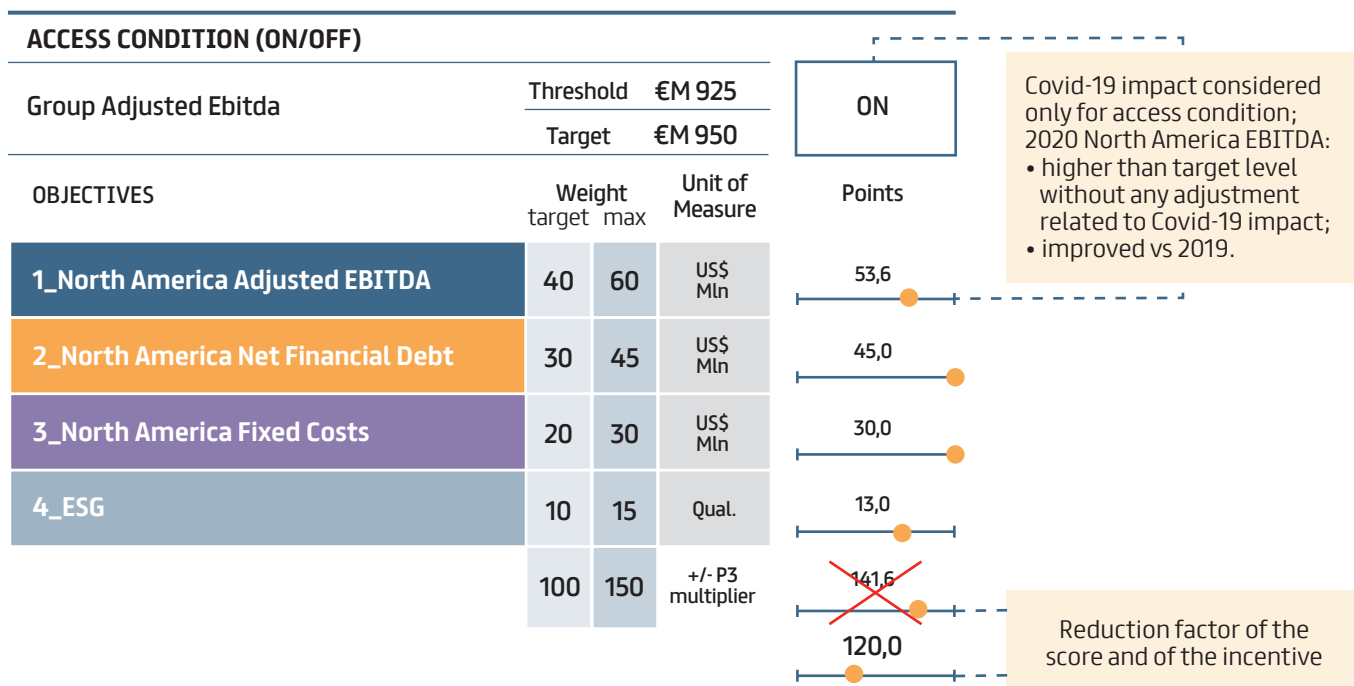 ACCESS CONDITION (ON/OFF)
Group Adjusted Ebitda
Threshold €M 925
Target €M 950
ON
Covid-19 impact considered
only for access condition;
2020 North America EBITDA:
• higher than target level
without any adjustment
related to Covid-19 impact;
• improved vs 2019.
OBJECTIVES
Weight
target max
Unit of
Measure
Points
1_North America Adjusted EBITDA
40
60
US$
Mln
53,6
2_North America Net Financial Debt
30
45
US$
Mln
45,0
3_North America Fixed Costs
20
30
US$
Mln
30,0
4_ESG
10
15
Qual.
13,0
100
150
+/- P3
multiplier
141,6
120,0
Reduction factor of the
score and of the incentive